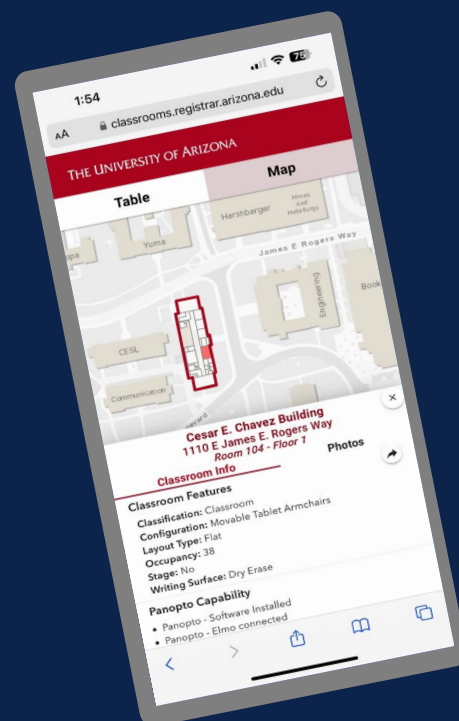 1:54
75
AA
classrooms.registrar.arizona.edu
THE UNIVERSITY OF ARIZONA
Table
Map
Yuma
Harshbarger
Mines
And
Metallurgy
James E Rogers Way
Engineering
Book
CESL
Communication
Cesar E. Chavez Building
1110 E James E. Rogers Way
Room 104 - Floor 1
Classroom Info
Photos
Classroom Features
Classification: Classroom
Configuration: Movable Tablet Armchairs
Layout Type: Flat
Occupancy: 38
Stage: No
Writing Surface: Dry Erase
Panopto Capability
• Panopto - Software Installed
• Panopto - Elmo connected